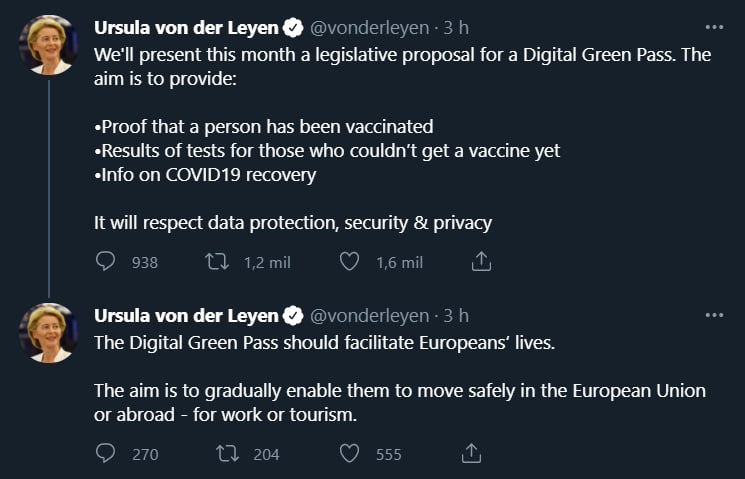 Ursula von der Leyen @vonderleyen · 3 h
We'll present this month a legislative proposal for a Digital Green Pass. The
aim is to provide:
•Proof that a person has been vaccinated
•Results of tests for those who couldn’t get a vaccine yet
•Info on COVID19 recovery
It will respect data protection, security & privacy
938 1,2 mil 1,6 mil
Ursula von der Leyen @vonderleyen · 3 h
The Digital Green Pass should facilitate Europeans‘ lives.
The aim is to gradually enable them to move safely in the European Union
or abroad - for work or tourism.
270 204 555